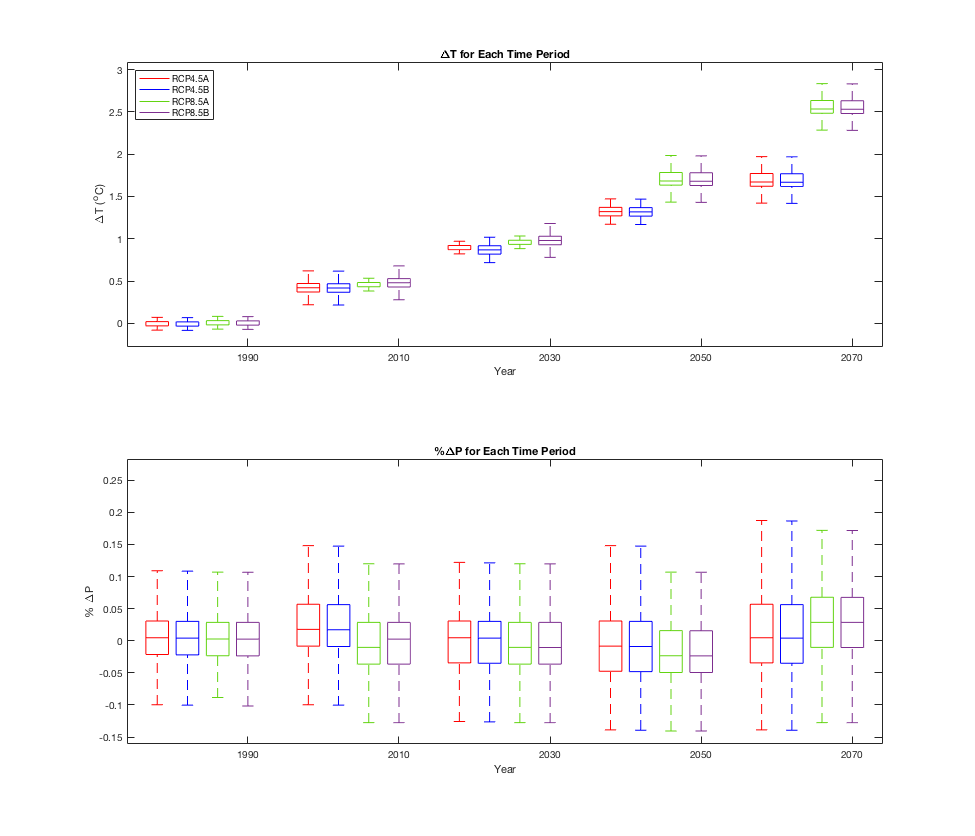 ΔT for Each Time Period
3
2.5
2
1.5
1
0.5
0
ΔT (°C)
RCP4.5A
RCP4.5B
RCP8.5A
RCP8.5B
1990 2010 2030 2050 2070
Year
%ΔP for Each Time Period
0.25
0.2
0.15
0.1
0.05
0
-0.05
-0.1
-0.15
% ΔP
1990 2010 2030 2050 2070
Year